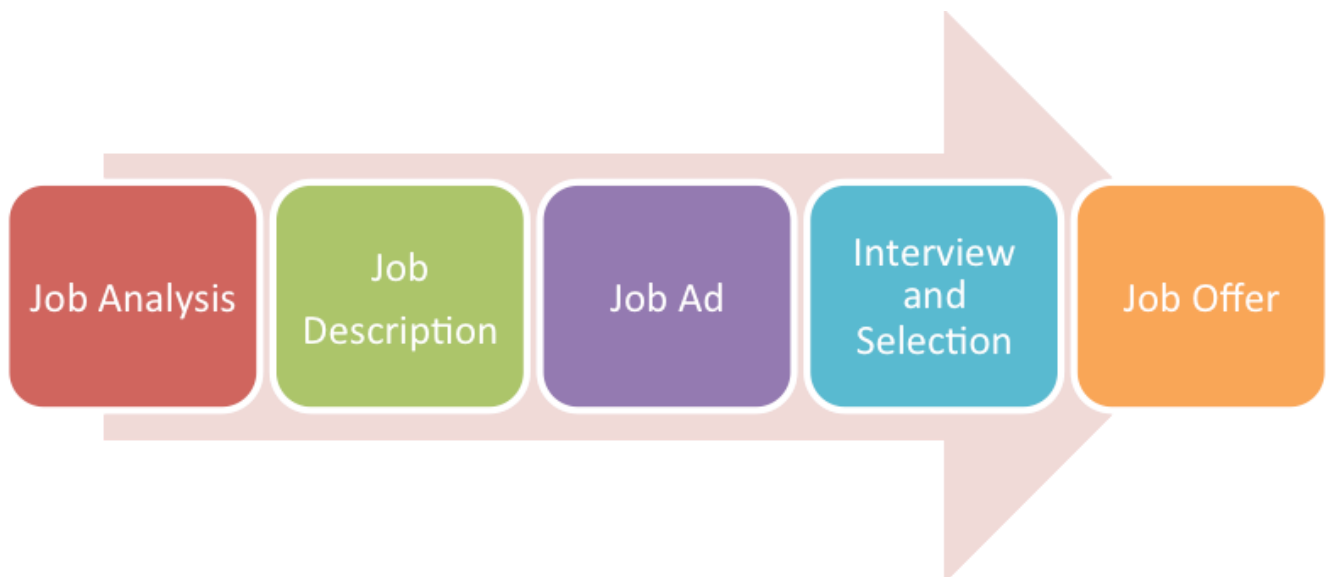 Job Analysis
Job
Description
Job Ad
Interview
and
Selection
Job Offer